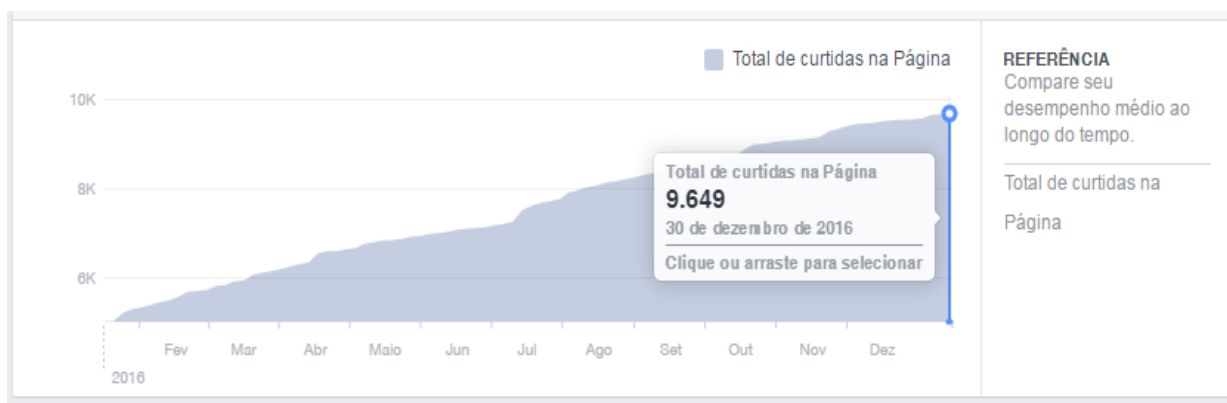 Total de curtidas na Página
10K
8K
6K
Total de curtidas na Página
9.649
30 de dezembro de 2016
Clique ou arraste para selecionar
Fev Mar Abr Maio Jun Jul Ago Set Out Nov Dez
2016
REFERÊNCIA
Compare seu
desempenho médio ao
longo do tempo.
Total de curtidas na
Página